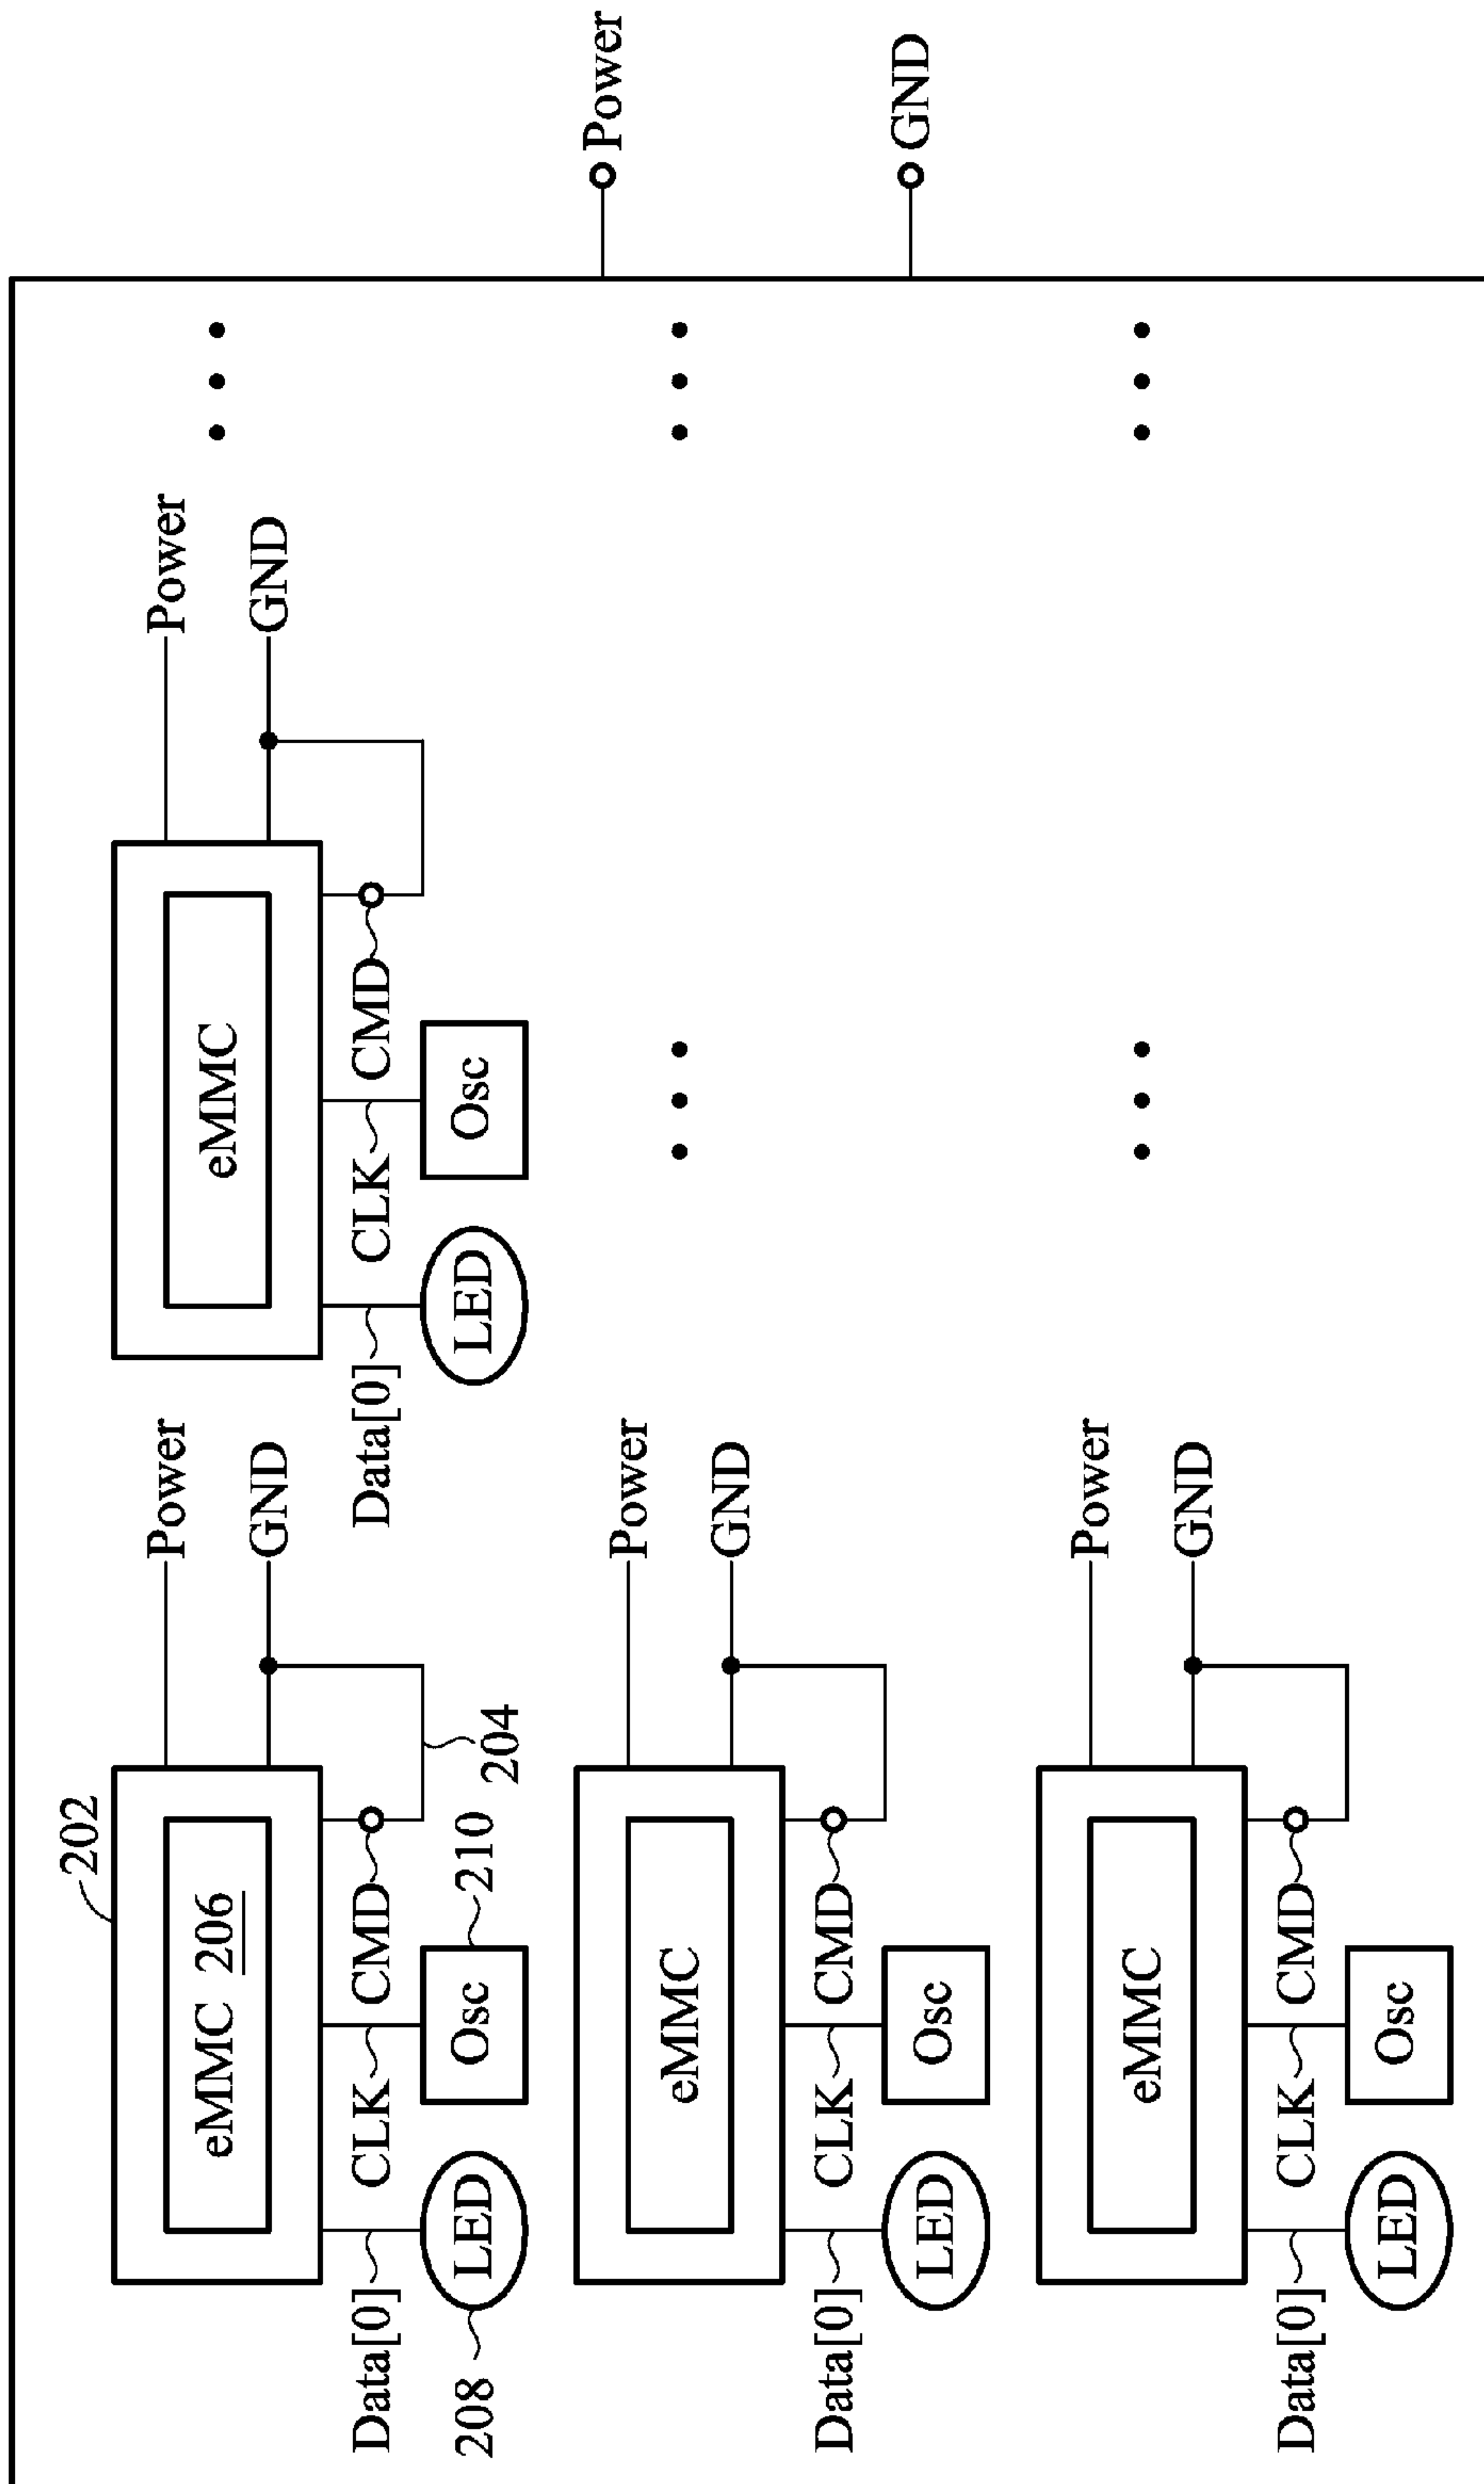 202
eMMC 206
Power
GND
Data[0]
CLK
CMD
204
208
LED
Osc
210
eMMC
Power
GND
Data[0]
CLK
CMD
LED
Osc
eMMC
Power
GND
Data[0]
CLK
CMD
LED
Osc
eMMC
Power
GND
Data[0]
CLK
CMD
LED
Osc
Power
GND